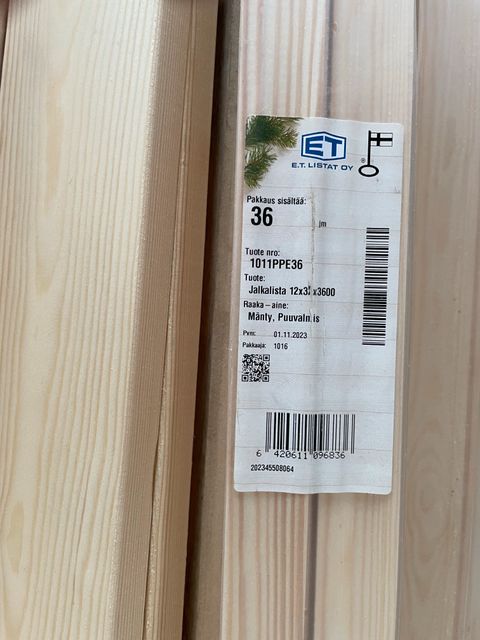 ET
E.T. LISTAT OY
®
Pakkaus sisältää:
36 jm
Tuote nro:
1011PPE36
Tuote:
Jalkalista x3600
Raaka-aine:
Mänty,
Pvm: 01.11.2023
Pakkaaja: 1016
6 420611 096836
202345508064